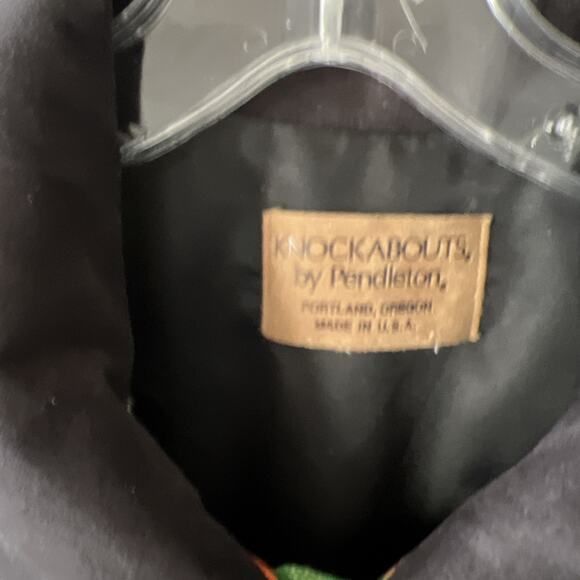 KNOCKABOUTS®
by Pendleton®
PORTLAND, OREGON
MADE IN U.S.A.